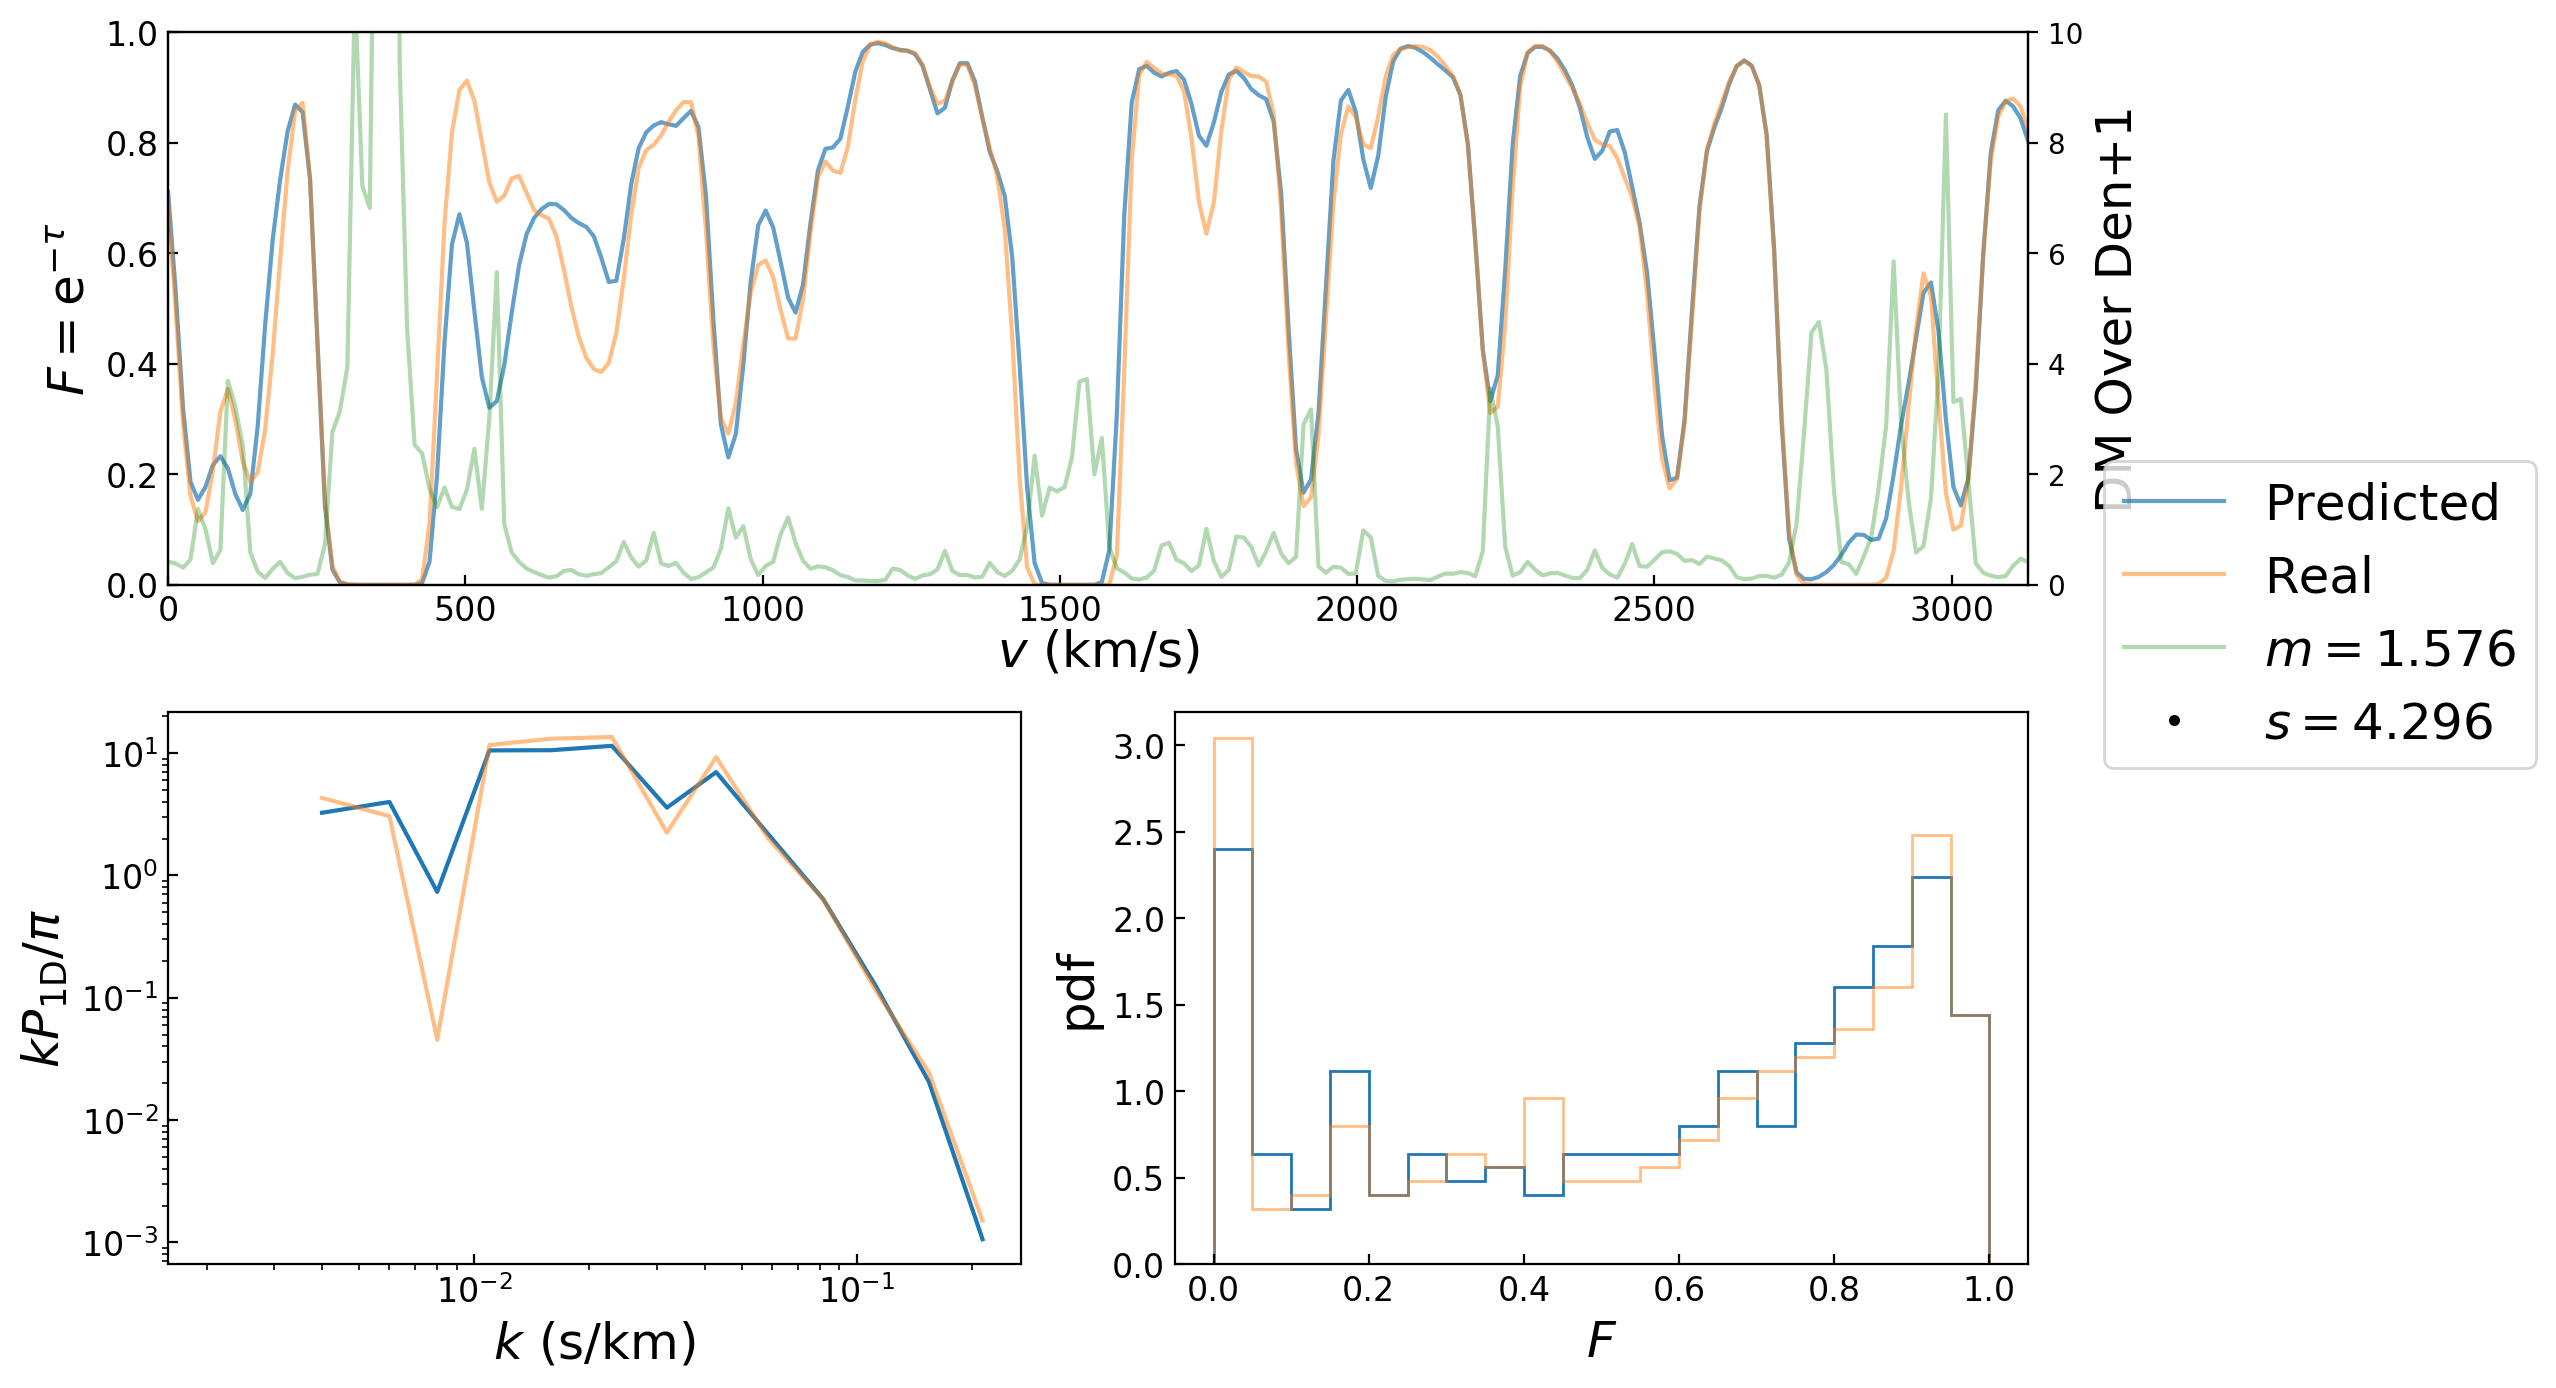 1.0
0.8
0.6
0.4
0.2
0.0
F = e^{-τ}
10
8
6
4
2
0
DM Over Den+1
0 500 1000 1500 2000 2500 3000
v (km/s)
Predicted
Real
m = 1.576
s = 4.296
10^1
10^0
10^{-1}
10^{-2}
10^{-3}
kP_{1D}/π
10^{-2} 10^{-1}
k (s/km)
3.0
2.5
2.0
1.5
1.0
0.5
0.0
pdf
0.0 0.2 0.4 0.6 0.8 1.0
F